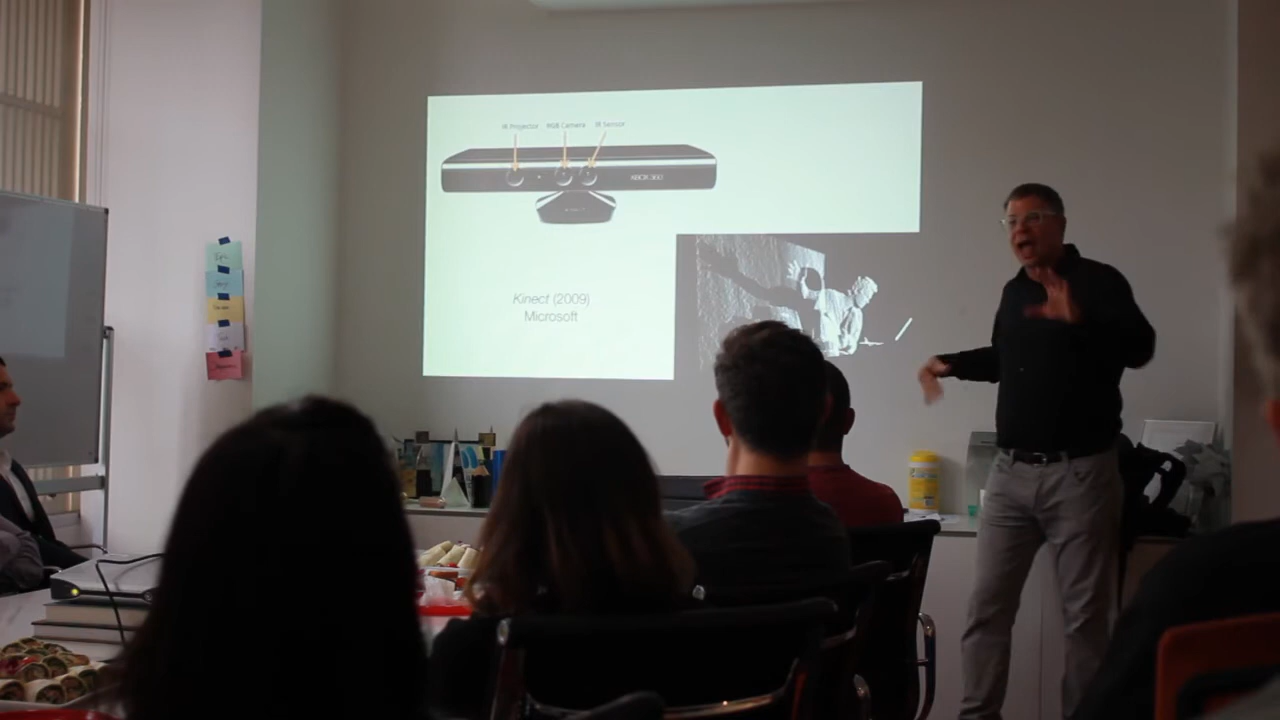 IR Projector RGB Camera IR Sensor
XBOX 360
Kinect (2009)
Microsoft